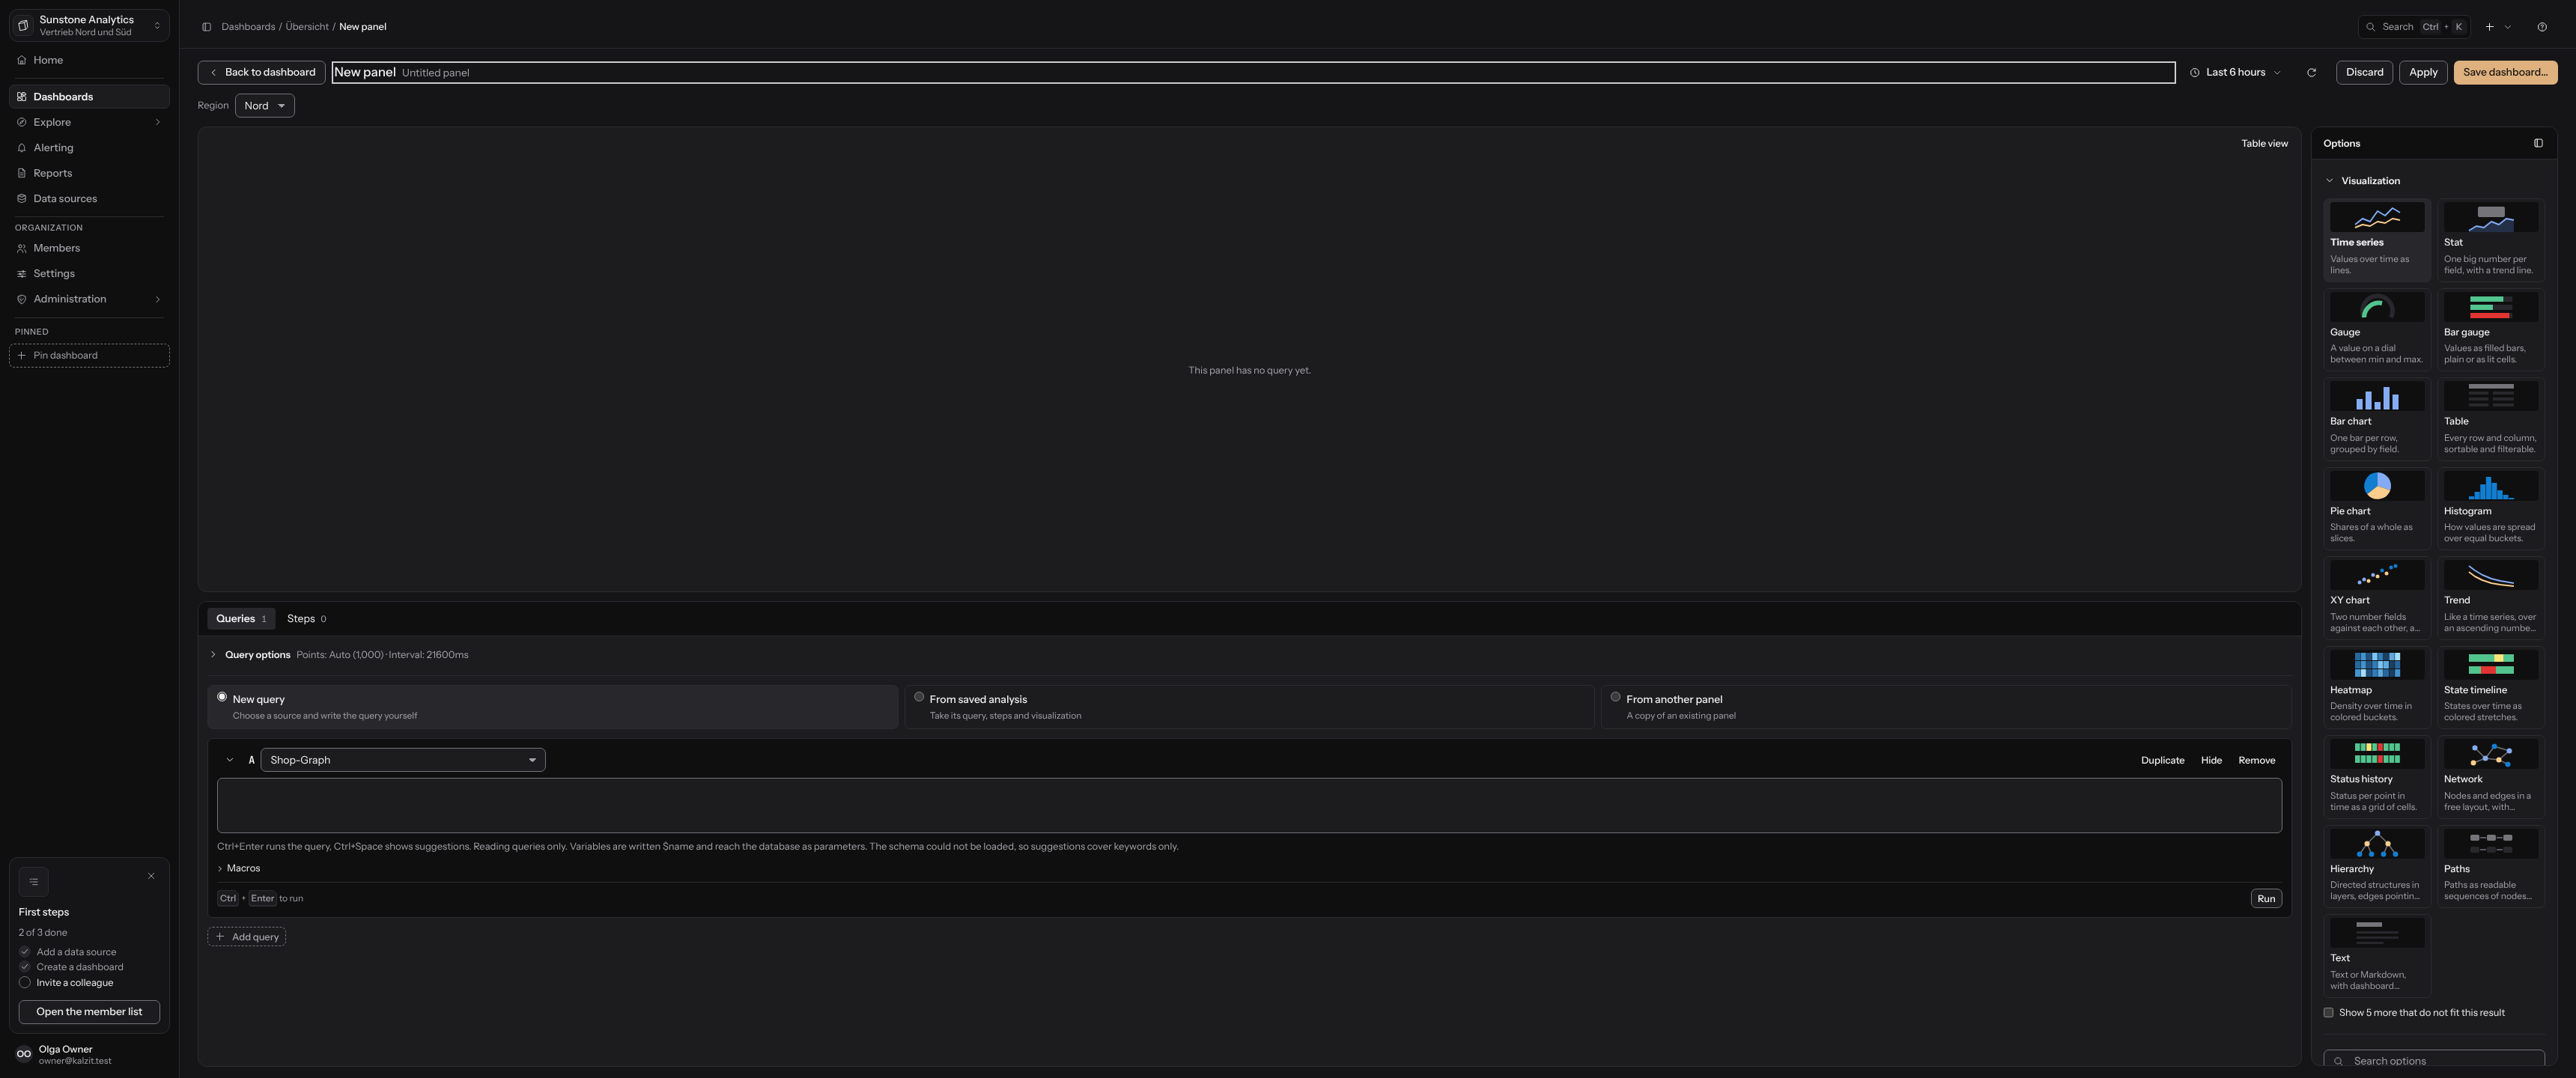 Sunstone Analytics
Vertrieb Nord und Süd
Home
Dashboards
Explore
Alerting
Reports
Data sources
ORGANIZATION
Members
Settings
Administration
PINNED
Pin dashboard
First steps
2 of 3 done
Add a data source
Create a dashboard
Invite a colleague
Open the member list
OO
Olga Owner
owner@kalzit.test
Dashboards / Übersicht / New panel
Search Ctrl + K
Back to dashboard
New panel Untitled panel
Last 6 hours
Discard
Apply
Save dashboard...
Region Nord
Table view
This panel has no query yet.
Queries 1
Steps 0
Query options Points: Auto (1,000) · Interval: 21600ms
New query
Choose a source and write the query yourself
From saved analysis
Take its query, steps and visualization
From another panel
A copy of an existing panel
A Shop-Graph
Duplicate
Hide
Remove
Ctrl+Enter runs the query, Ctrl+Space shows suggestions. Reading queries only. Variables are written $name and reach the database as parameters. The schema could not be loaded, so suggestions cover keywords only.
Macros
Ctrl + Enter to run
Run
Add query
Options
Visualization
Time series
Values over time as
lines.
Stat
One big number per
field, with a trend line.
Gauge
A value on a dial
between min and max.
Bar gauge
Values as filled bars,
plain or as lit cells.
Bar chart
One bar per row,
grouped by field.
Table
Every row and column,
sortable and filterable.
Pie chart
Shares of a whole as
slices.
Histogram
How values are spread
over equal buckets.
XY chart
Two number fields
against each other, a...
Trend
Like a time series, over
an ascending numbe...
Heatmap
Density over time in
colored buckets.
State timeline
States over time as
colored stretches.
Status history
Status per point in
time as a grid of cells.
Network
Nodes and edges in a
free layout, with...
Hierarchy
Directed structures in
layers, edges pointin...
Paths
Paths as readable
sequences of nodes...
Text
Text or Markdown,
with dashboard...
Show 5 more that do not fit this result
Search options